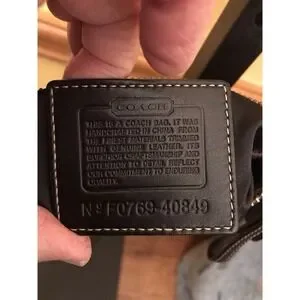 COACH
THIS IS A COACH BAG. IT WAS
HANDCRAFTED IN CHINA FROM
THE FINEST MATERIALS TRIMMED
WITH GENUINE LEATHER. ITS
SUPERIOR CRAFTSMANSHIP AND
ATTENTION TO DETAIL REFLECT
OUR COMMITMENT TO ENDURING
QUALITY.
Nº F0769-40849